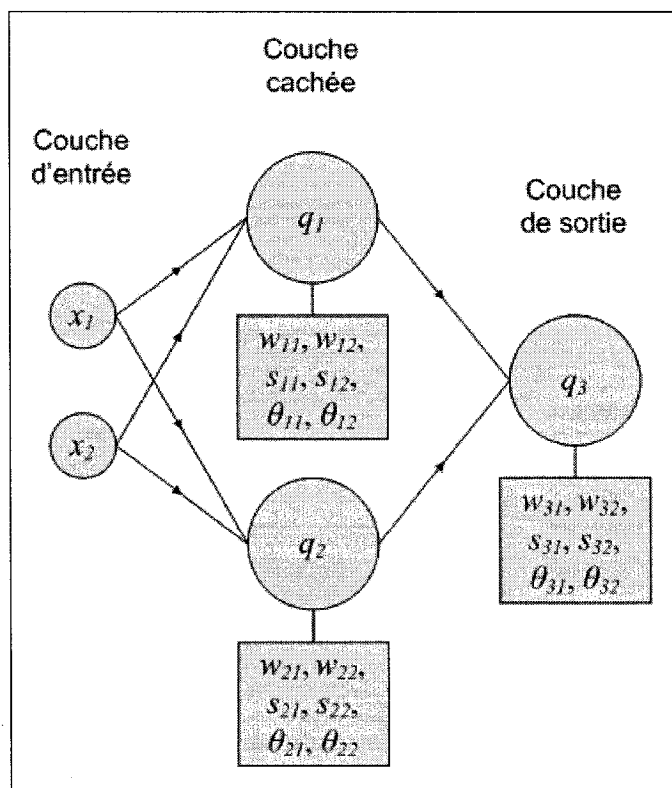 Couche
cachée
Couche
d'entrée
Couche
de sortie
x1
x2
q1
w11, w12,
s11, s12,
θ11, θ12
q2
w21, w22,
s21, s22,
θ21, θ22
q3
w31, w32,
s31, s32,
θ31, θ32